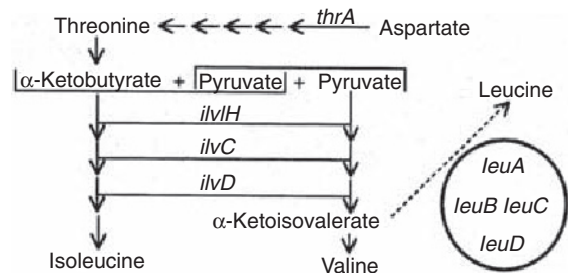 Threonine thrA Aspartate
α-Ketobutyrate + Pyruvate + Pyruvate
Leucine
ilvIH
ilvC
leuA
ilvD
leuB leuC
α-Ketoisovalerate
leuD
Isoleucine
Valine